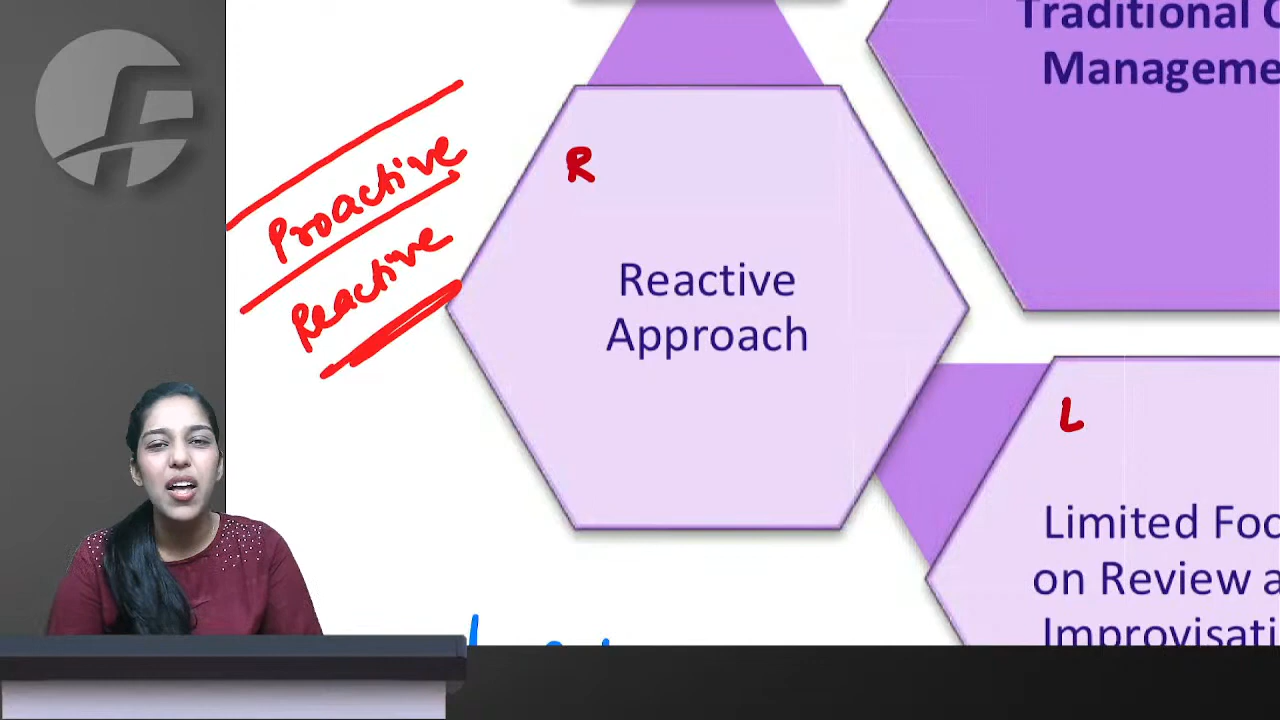 Traditional
Manageme
Proactive
Reactive
R
Reactive
Approach
L
Limited Foc
on Review a
Improvisati